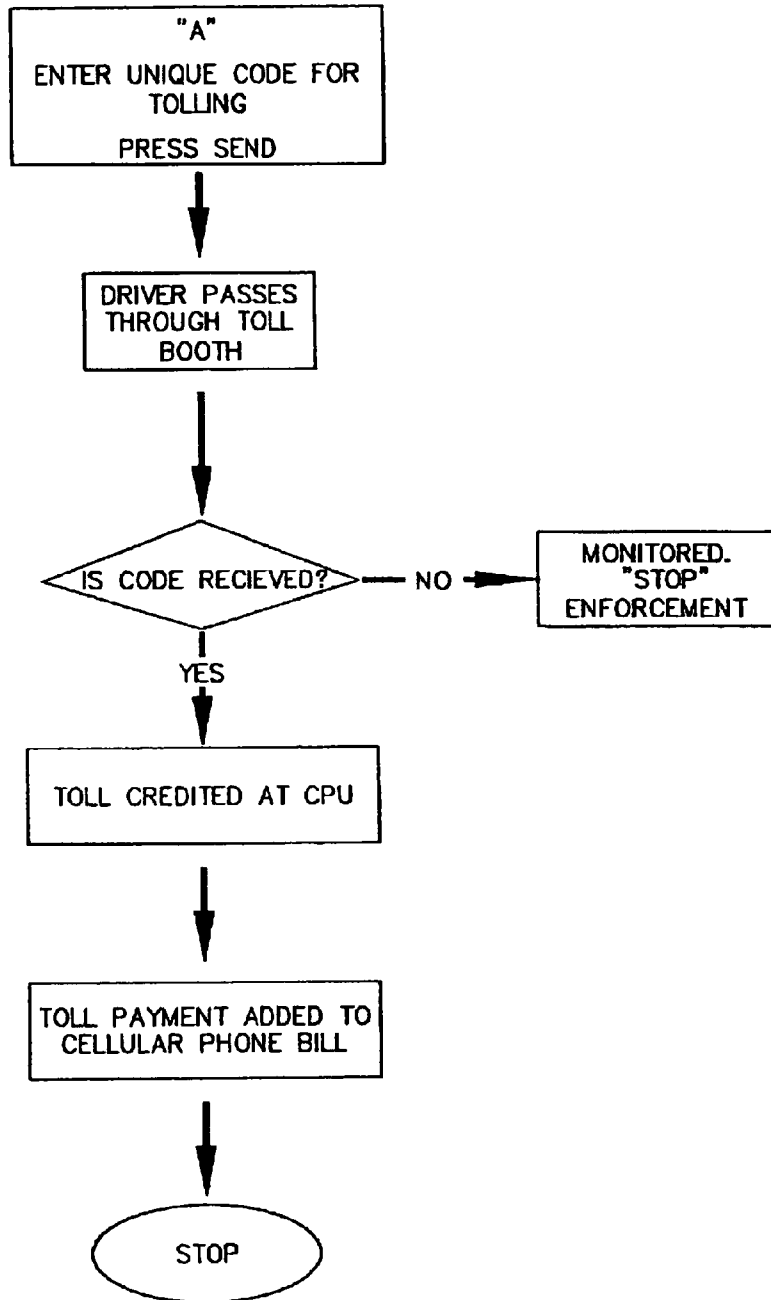 "A"
ENTER UNIQUE CODE FOR
TOLLING
PRESS SEND
DRIVER PASSES
THROUGH TOLL
BOOTH
IS CODE RECIEVED?
NO
MONITORED.
"STOP"
ENFORCEMENT
YES
TOLL CREDITED AT CPU
TOLL PAYMENT ADDED TO
CELLULAR PHONE BILL
STOP